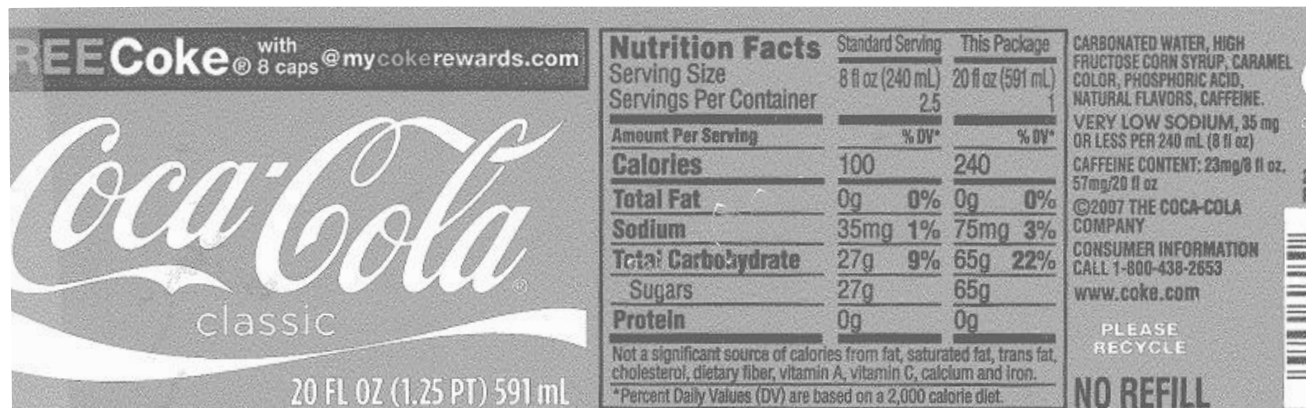 REE Coke® with 8 caps @mycokerewards.com
Coca-Cola®
classic
20 FL OZ (1.25 PT) 591 mL
Nutrition Facts Standard Serving This Package
Serving Size 8 fl oz (240 mL) 20 fl oz (591 mL)
Servings Per Container 2.5 1
Amount Per Serving % DV* % DV*
Calories 100 240
Total Fat 0g 0% 0g 0%
Sodium 35mg 1% 75mg 3%
Total Carbohydrate 27g 9% 65g 22%
Sugars 27g 65g
Protein 0g 0g
Not a significant source of calories from fat, saturated fat, trans fat,
cholesterol, dietary fiber, vitamin A, vitamin C, calcium and iron.
*Percent Daily Values (DV) are based on a 2,000 calorie diet.
CARBONATED WATER, HIGH
FRUCTOSE CORN SYRUP, CARAMEL
COLOR, PHOSPHORIC ACID,
NATURAL FLAVORS, CAFFEINE.
VERY LOW SODIUM, 35 mg
OR LESS PER 240 mL (8 fl oz)
CAFFEINE CONTENT: 23mg/8 fl oz,
57mg/20 fl oz
©2007 THE COCA-COLA
COMPANY
CONSUMER INFORMATION
CALL 1-800-438-2653
www.coke.com
PLEASE
RECYCLE
NO REFILL